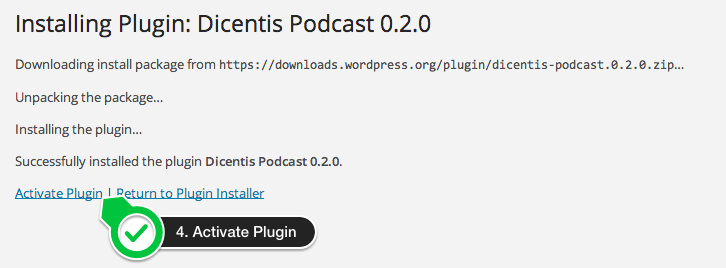 Installing Plugin: Dicentis Podcast 0.2.0
Downloading install package from https://downloads.wordpress.org/plugin/dicentis-podcast.0.2.0.zip…
Unpacking the package…
Installing the plugin…
Successfully installed the plugin Dicentis Podcast 0.2.0.
Activate Plugin | Return to Plugin Installer
4. Activate Plugin